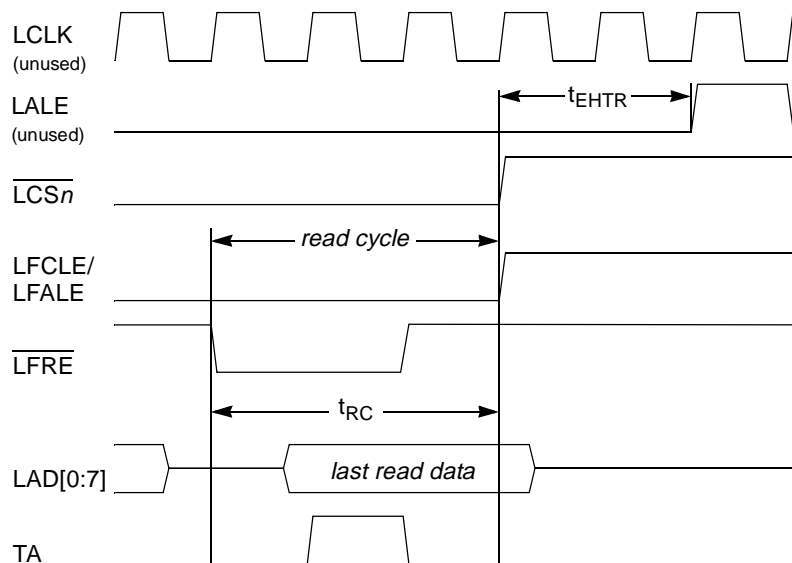 LCLK
(unused)
LALE
(unused)
tEHTR
LCSn
read cycle
LFCLE/
LFALE
LFRE
tRC
LAD[0:7]
last read data
TA